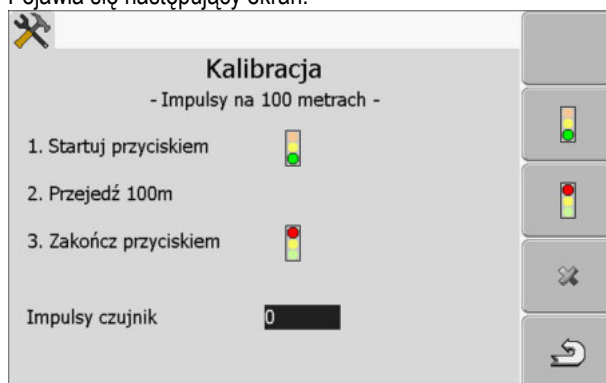 Pojawia się następujący ekran:
Kalibracja
- Impulsy na 100 metrach -
1. Startuj przyciskiem
2. Przejedź 100m
3. Zakończ przyciskiem
Impulsy czujnik 0